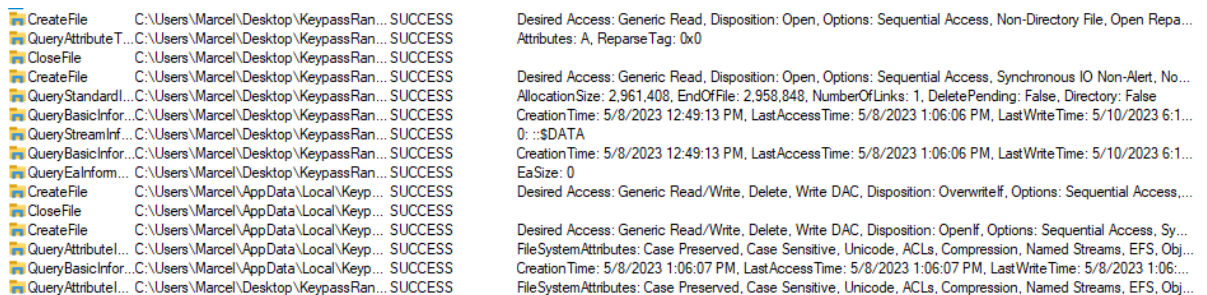 CreateFile C:\Users\Marcel\Desktop\KeypassRan... SUCCESS Desired Access: Generic Read, Disposition: Open, Options: Sequential Access, Non-Directory File, Open Repa...
QueryAttributeT...C:\Users\Marcel\Desktop\KeypassRan... SUCCESS Attributes: A, ReparseTag: 0x0
CloseFile C:\Users\Marcel\Desktop\KeypassRan... SUCCESS
CreateFile C:\Users\Marcel\Desktop\KeypassRan... SUCCESS Desired Access: Generic Read, Disposition: Open, Options: Sequential Access, Synchronous IO Non-Alert, No...
QueryStandardI...C:\Users\Marcel\Desktop\KeypassRan... SUCCESS AllocationSize: 2,961,408, EndOfFile: 2,958,848, NumberOfLinks: 1, DeletePending: False, Directory: False
QueryBasicInfor...C:\Users\Marcel\Desktop\KeypassRan... SUCCESS CreationTime: 5/8/2023 12:49:13 PM, LastAccessTime: 5/8/2023 1:06:06 PM, LastWriteTime: 5/10/2023 6:1...
QueryStreamInf...C:\Users\Marcel\Desktop\KeypassRan... SUCCESS 0: ::$DATA
QueryBasicInfor...C:\Users\Marcel\Desktop\KeypassRan... SUCCESS CreationTime: 5/8/2023 12:49:13 PM, LastAccessTime: 5/8/2023 1:06:06 PM, LastWriteTime: 5/10/2023 6:1...
QueryEaInform... C:\Users\Marcel\Desktop\KeypassRan... SUCCESS EaSize: 0
CreateFile C:\Users\Marcel\AppData\Local\Keyp... SUCCESS Desired Access: Generic Read/Write, Delete, Write DAC, Disposition: OverwriteIf, Options: Sequential Access,...
CloseFile C:\Users\Marcel\AppData\Local\Keyp... SUCCESS
CreateFile C:\Users\Marcel\AppData\Local\Keyp... SUCCESS Desired Access: Generic Read/Write, Delete, Write DAC, Disposition: OpenIf, Options: Sequential Access, Sy...
QueryAttributeI... C:\Users\Marcel\AppData\Local\Keyp... SUCCESS FileSystemAttributes: Case Preserved, Case Sensitive, Unicode, ACLs, Compression, Named Streams, EFS, Obj...
QueryBasicInfor...C:\Users\Marcel\AppData\Local\Keyp... SUCCESS CreationTime: 5/8/2023 1:06:07 PM, LastAccessTime: 5/8/2023 1:06:07 PM, LastWriteTime: 5/8/2023 1:06:...
QueryAttributeI... C:\Users\Marcel\AppData\Local\Keyp... SUCCESS FileSystemAttributes: Case Preserved, Case Sensitive, Unicode, ACLs, Compression, Named Streams, EFS, Obj...